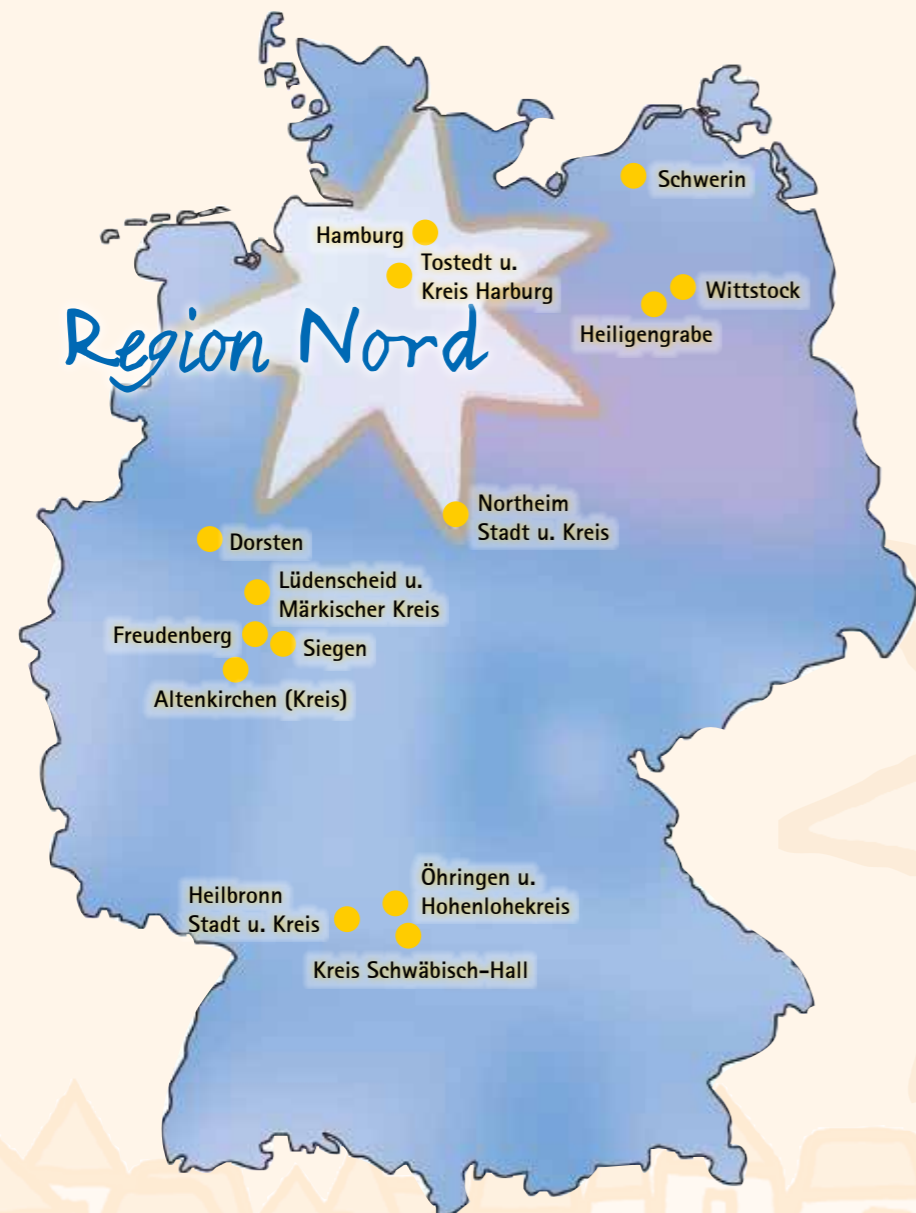 Schwerin
Hamburg
Tostedt u.
Kreis Harburg
Wittstock
Heiligengrabe
Region Nord
Northeim
Stadt u. Kreis
Dorsten
Lüdenscheid u.
Märkischer Kreis
Freudenberg
Siegen
Altenkirchen (Kreis)
Öhringen u.
Hohenlohekreis
Heilbronn
Stadt u. Kreis
Kreis Schwäbisch-Hall